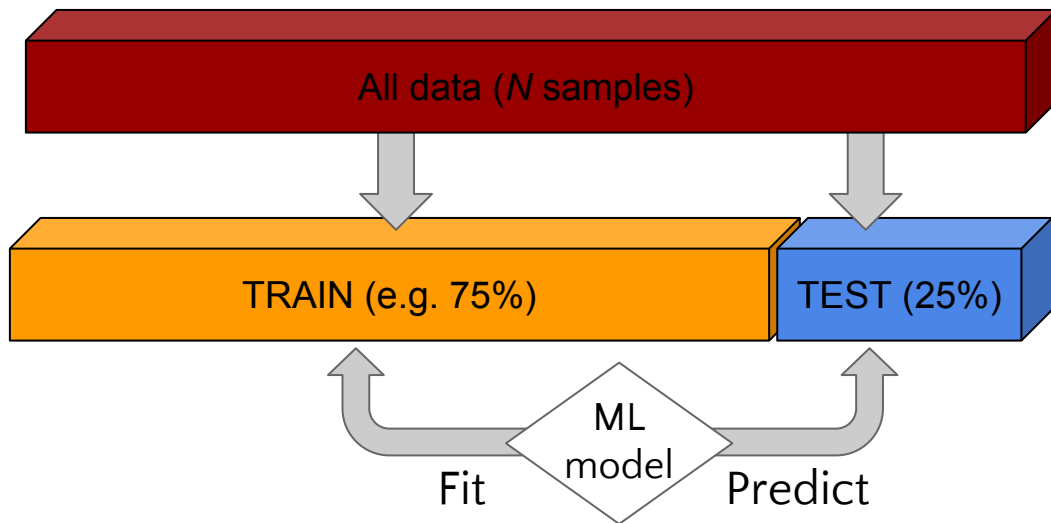 All data (N samples)
TRAIN (e.g. 75%)
TEST (25%)
ML
model
Fit
Predict